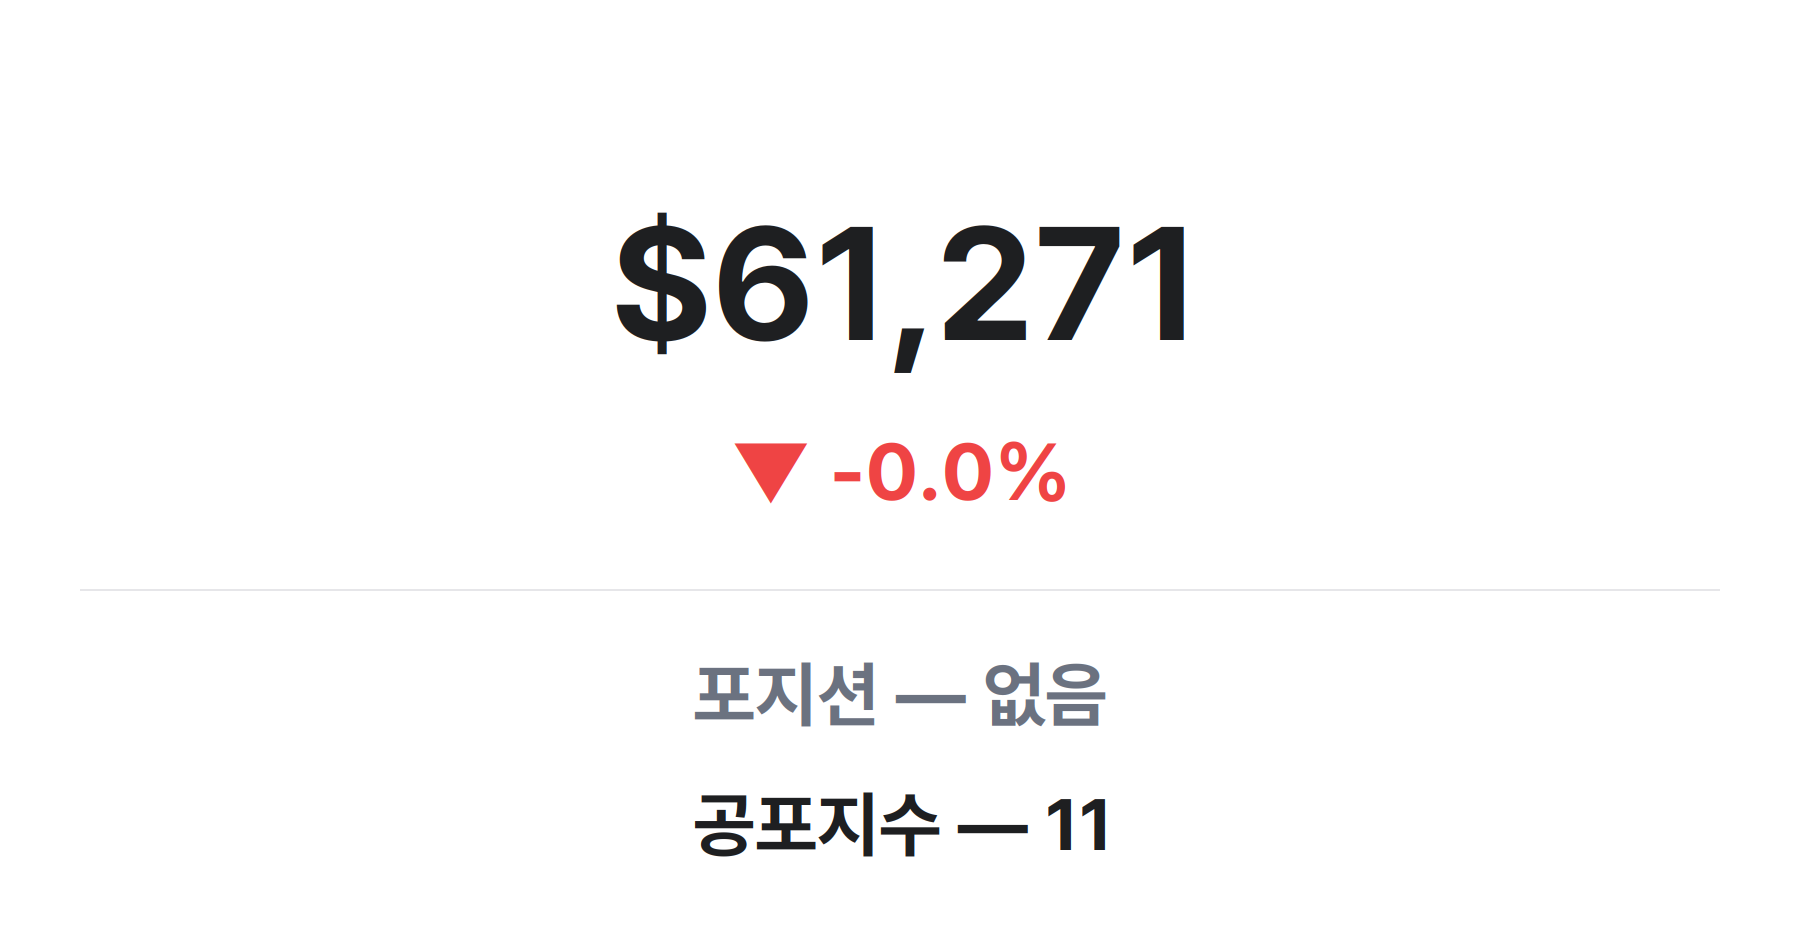 $61,271
▼ -0.0%
포지션 — 없음
공포지수 — 11